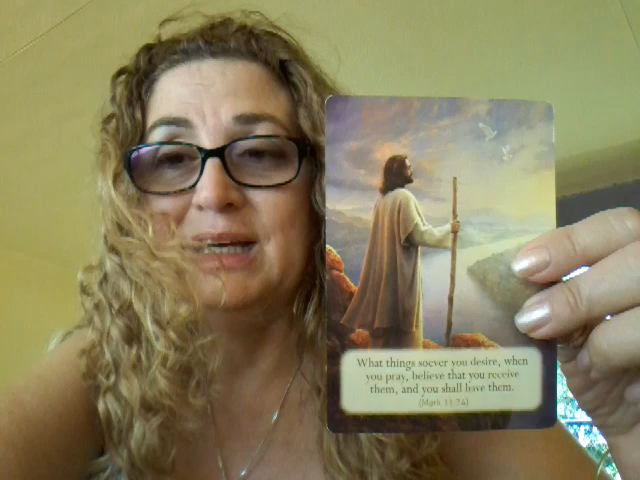 What things soever you desire, when
you pray, believe that you receive
them, and you shall have them.
(Mark 11:24)